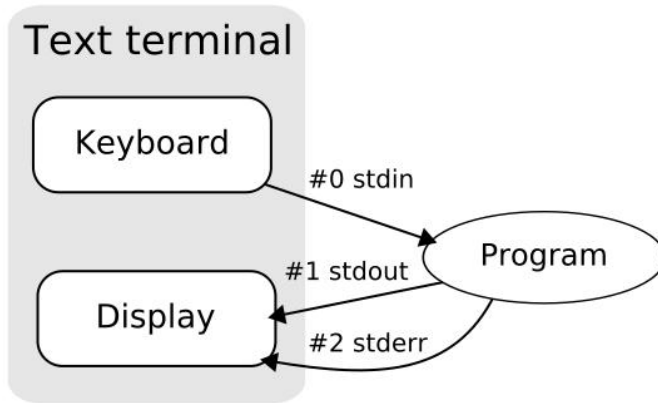 Text terminal
Keyboard
#0 stdin
Program
#1 stdout
Display
#2 stderr